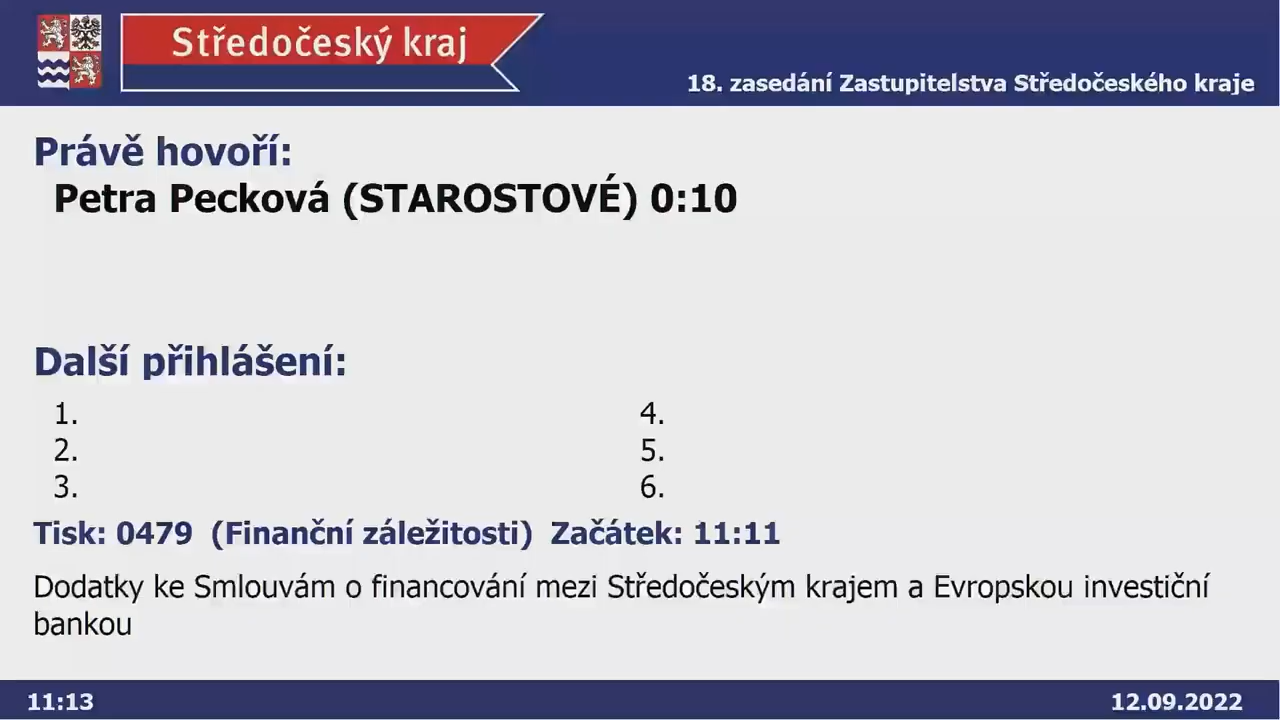 Středočeský kraj
18. zasedání Zastupitelstva Středočeského kraje
Právě hovoří:
Petra Pecková (STAROSTOVÉ) 0:10
Další přihlášení:
1.
2.
3.
4.
5.
6.
Tisk: 0479 (Finanční záležitosti) Začátek: 11:11
Dodatky ke Smlouvám o financování mezi Středočeským krajem a Evropskou investiční
bankou
11:13
12.09.2022